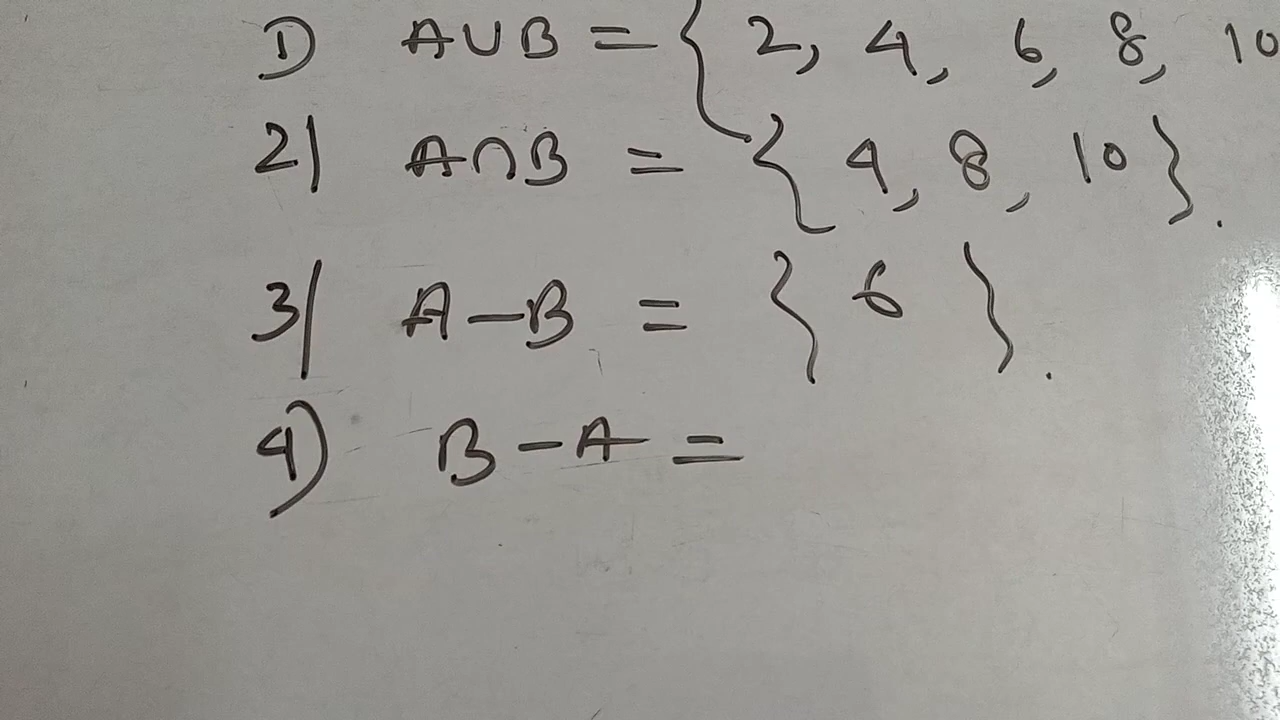 1) A∪B = { 2, 4, 6, 8, 10
2) A∩B = { 4, 8, 10 }.
3) A-B = { 6 }.
4) B-A =